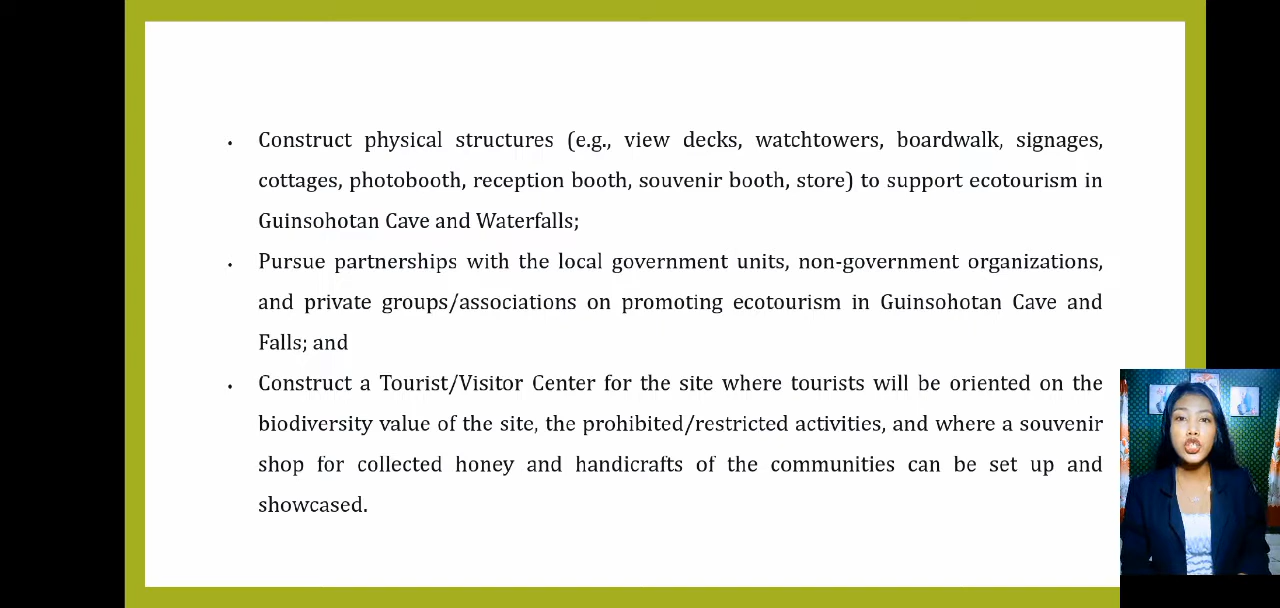 • Construct physical structures (e.g., view decks, watchtowers, boardwalk, signages,
cottages, photobooth, reception booth, souvenir booth, store) to support ecotourism in
Guinsohotan Cave and Waterfalls;
• Pursue partnerships with the local government units, non-government organizations,
and private groups/associations on promoting ecotourism in Guinsohotan Cave and
Falls; and
• Construct a Tourist/Visitor Center for the site where tourists will be oriented on the
biodiversity value of the site, the prohibited/restricted activities, and where a souvenir
shop for collected honey and handicrafts of the communities can be set up and
showcased.